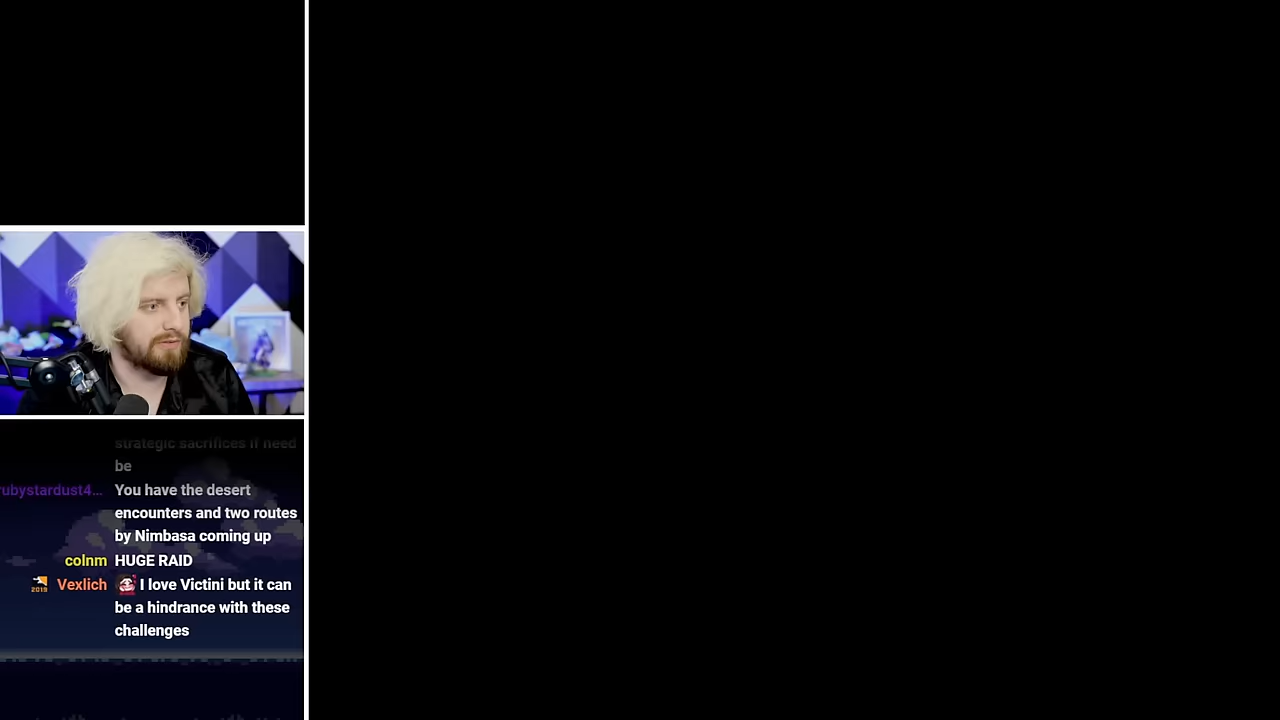 strategic sacrifices if need
be
rubystardust4... You have the desert
encounters and two routes
by Nimbasa coming up
colnm HUGE RAID
2019 Vexlich I love Victini but it can
be a hindrance with these
challenges